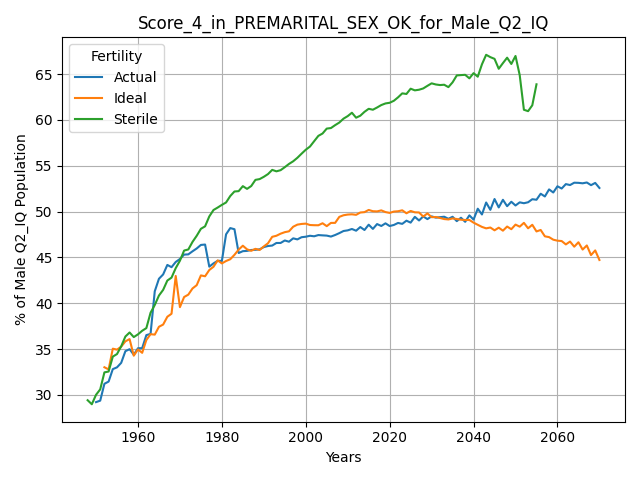 Score_4_in_PREMARITAL_SEX_OK_for_Male_Q2_IQ
Fertility
Actual
Ideal
Sterile
% of Male Q2_IQ Population
65
60
55
50
45
40
35
30
1960
1980
2000
2020
2040
2060
Years